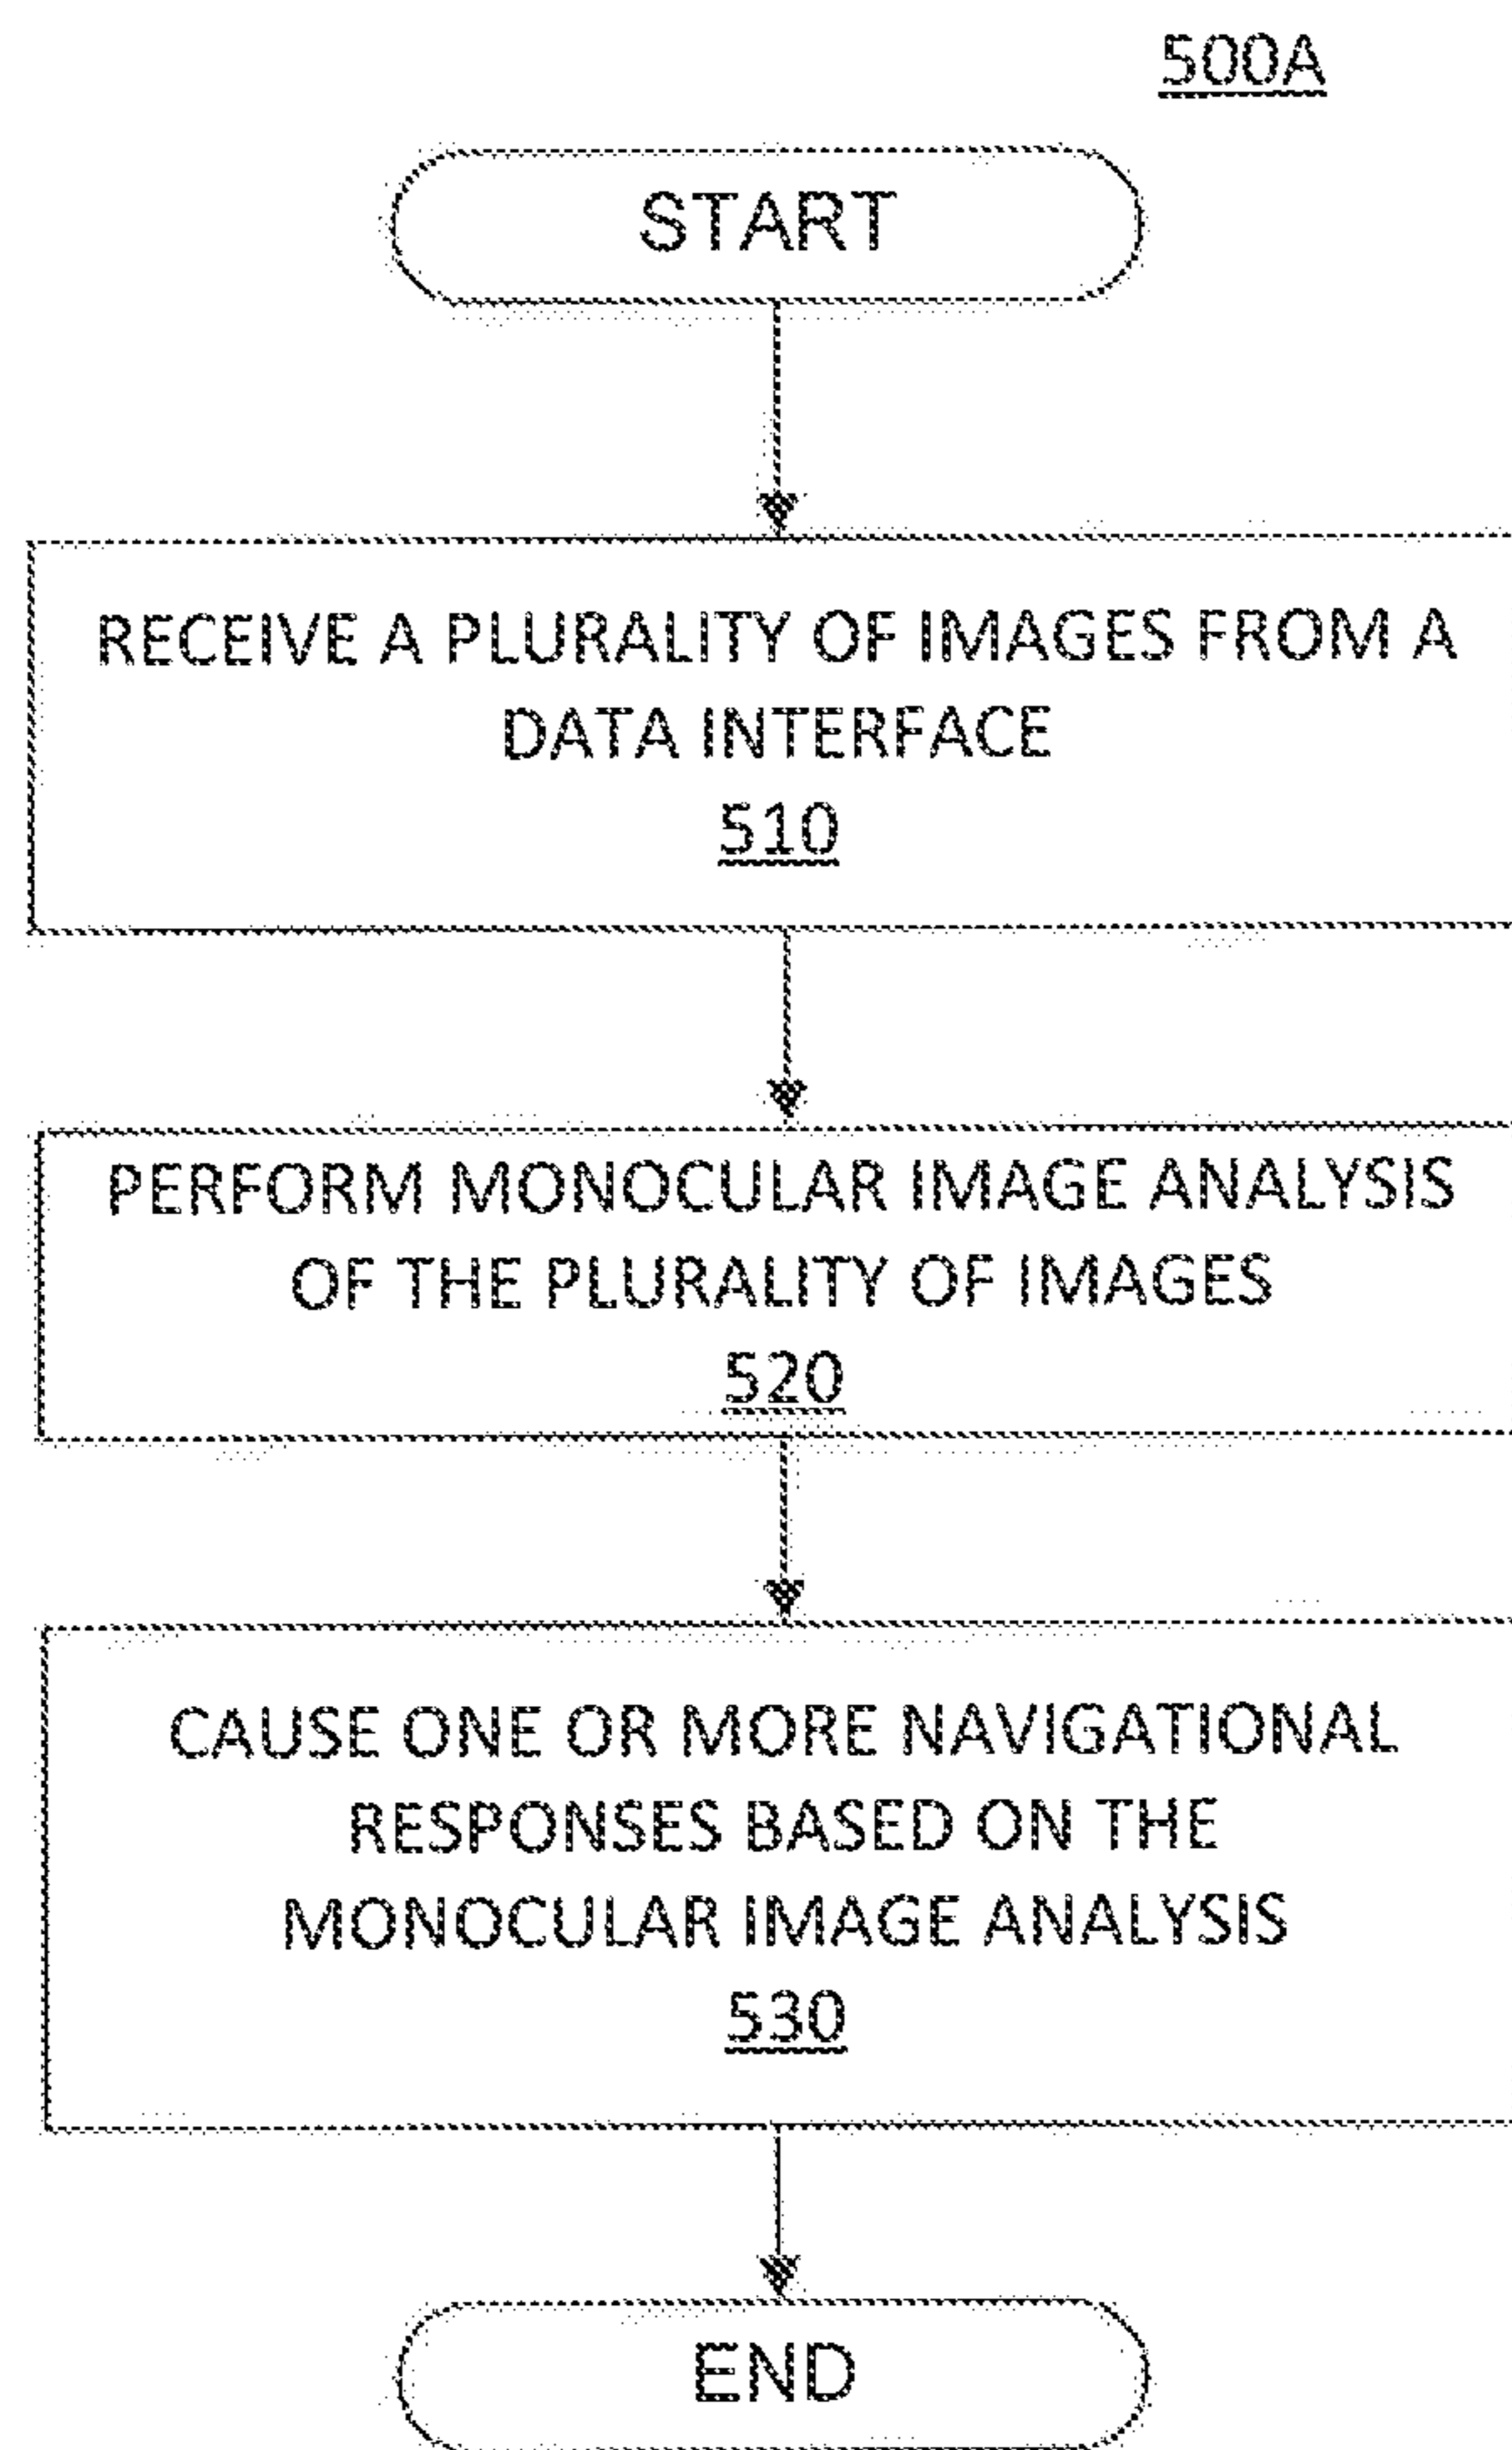 500A
START
RECEIVE A PLURALITY OF IMAGES FROM A
DATA INTERFACE
510
PERFORM MONOCULAR IMAGE ANALYSIS
OF THE PLURALITY OF IMAGES
520
CAUSE ONE OR MORE NAVIGATIONAL
RESPONSES BASED ON THE
MONOCULAR IMAGE ANALYSIS
530
END